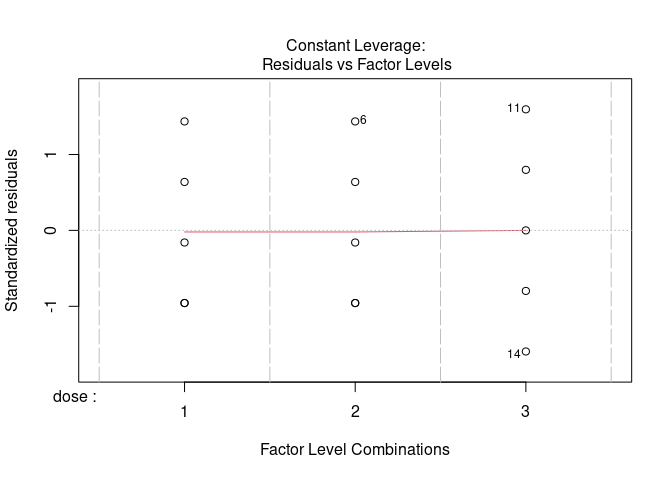 Constant Leverage:
Residuals vs Factor Levels
Standardized residuals
1
0
-1
6
11
14
dose :
1
2
3
Factor Level Combinations